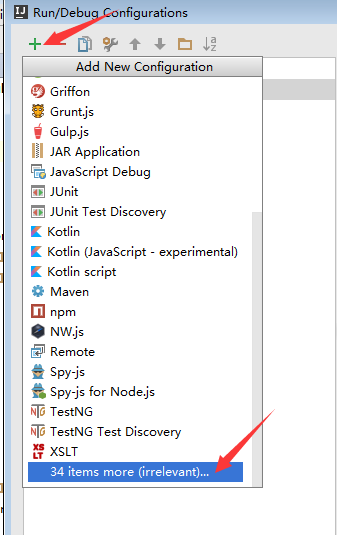 IJ Run/Debug Configurations
Add New Configuration
Griffon
Grunt.js
Gulp.js
JAR Application
JavaScript Debug
JUnit
JUnit Test Discovery
Kotlin
Kotlin (JavaScript - experimental)
Kotlin script
Maven
npm
NW.js
Remote
Spy-js
Spy-js for Node.js
TestNG
TestNG Test Discovery
XSLT
34 items more (irrelevant)...